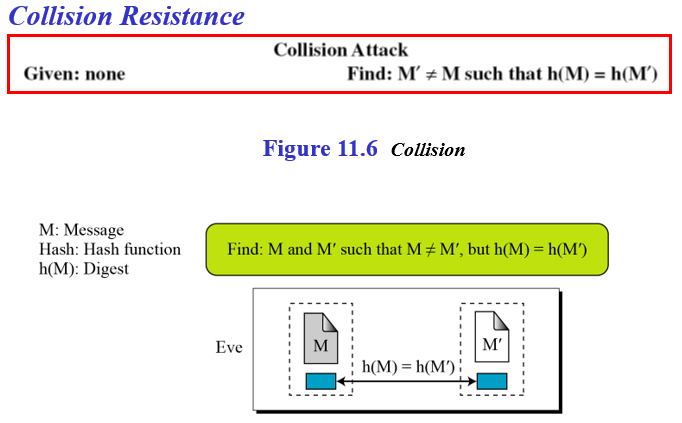 Collision Resistance
Collision Attack
Given: none Find: M′ ≠ M such that h(M) = h(M′)
Figure 11.6 Collision
M: Message
Hash: Hash function
h(M): Digest
Find: M and M′ such that M ≠ M′, but h(M) = h(M′)
Eve
M
M′
h(M) = h(M′)